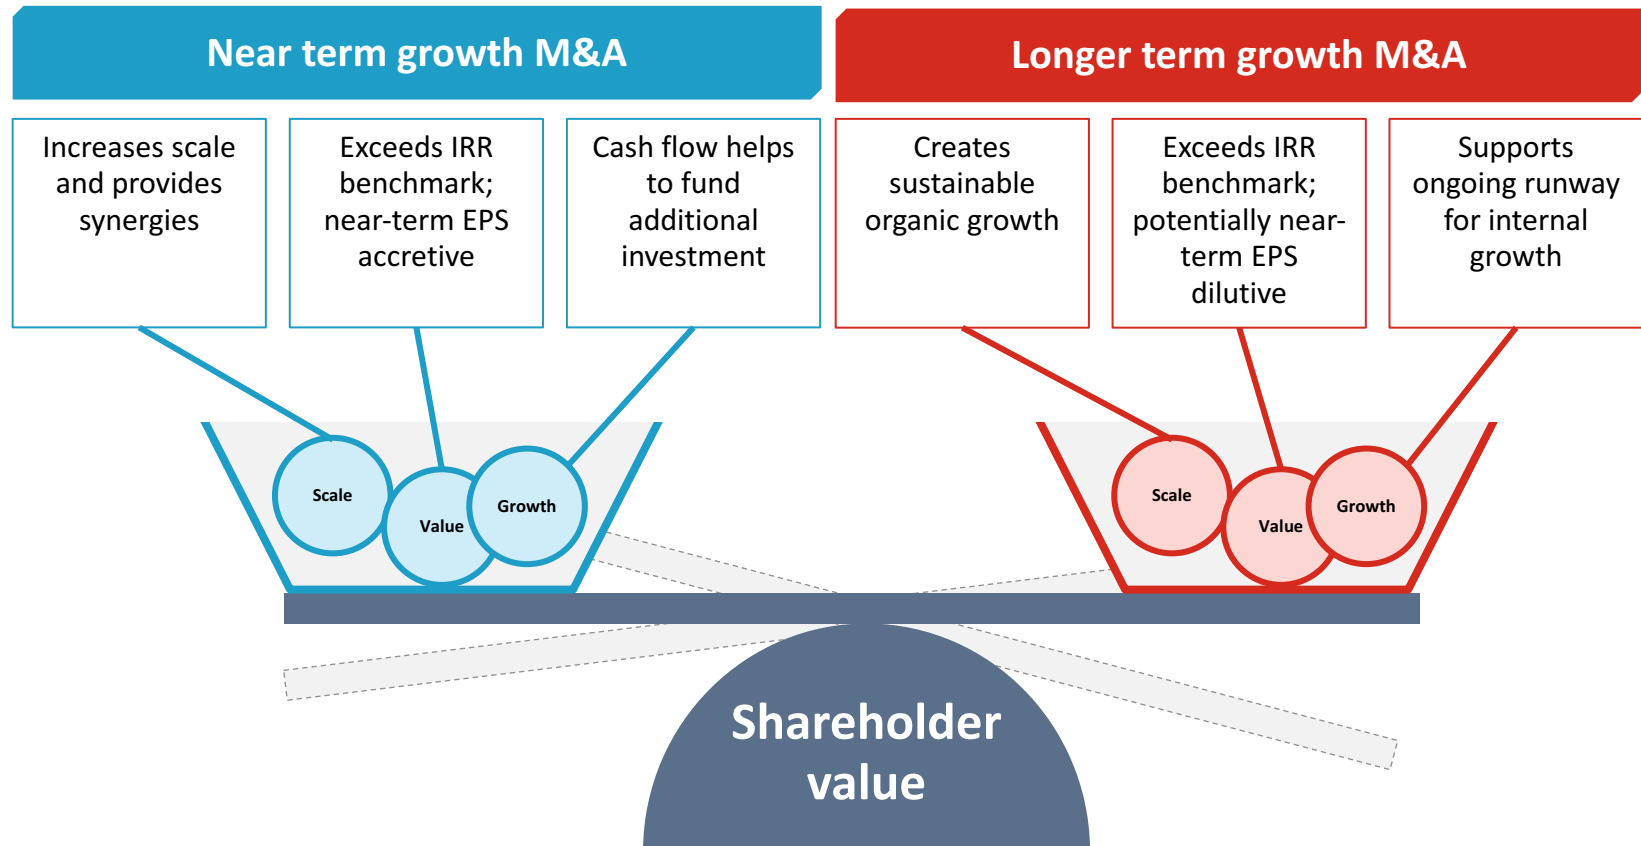 Near term growth M&A
Longer term growth M&A
Increases scale
and provides
synergies
Exceeds IRR
benchmark;
near-term EPS
accretive
Cash flow helps
to fund
additional
investment
Creates
sustainable
organic growth
Exceeds IRR
benchmark;
potentially near-
term EPS
dilutive
Supports
ongoing runway
for internal
growth
Scale
Value
Growth
Scale
Value
Growth
Shareholder
value